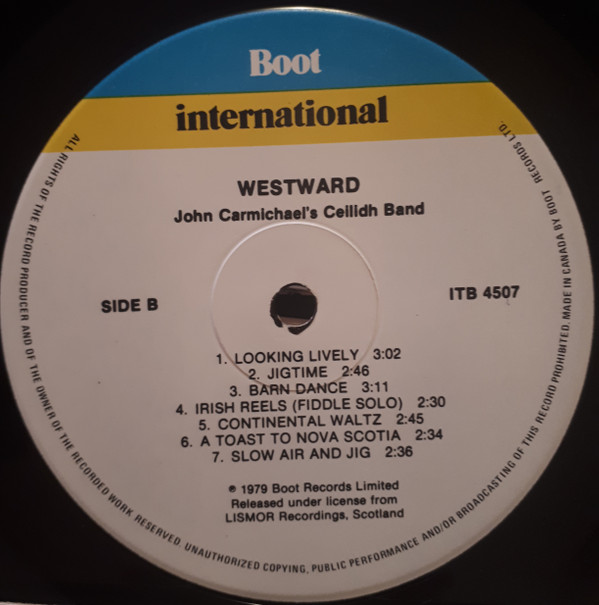 Boot
international
WESTWARD
John Carmichael's Ceilidh Band
SIDE B
ITB 4507
1. LOOKING LIVELY 3:02
2. JIGTIME 2:46
3. BARN DANCE 3:11
4. IRISH REELS (FIDDLE SOLO) 2:30
5. CONTINENTAL WALTZ 2:45
6. A TOAST TO NOVA SCOTIA 2:34
7. SLOW AIR AND JIG 2:36
℗ 1979 Boot Records Limited
Released under license from
LISMOR Recordings, Scotland
ALL RIGHTS OF THE RECORD PRODUCER AND OF THE OWNER OF THE RECORDED WORK RESERVED. UNAUTHORIZED COPYING, PUBLIC PERFORMANCE AND/OR BROADCASTING OF THIS RECORD PROHIBITED. MADE IN CANADA BY BOOT RECORDS LTD.